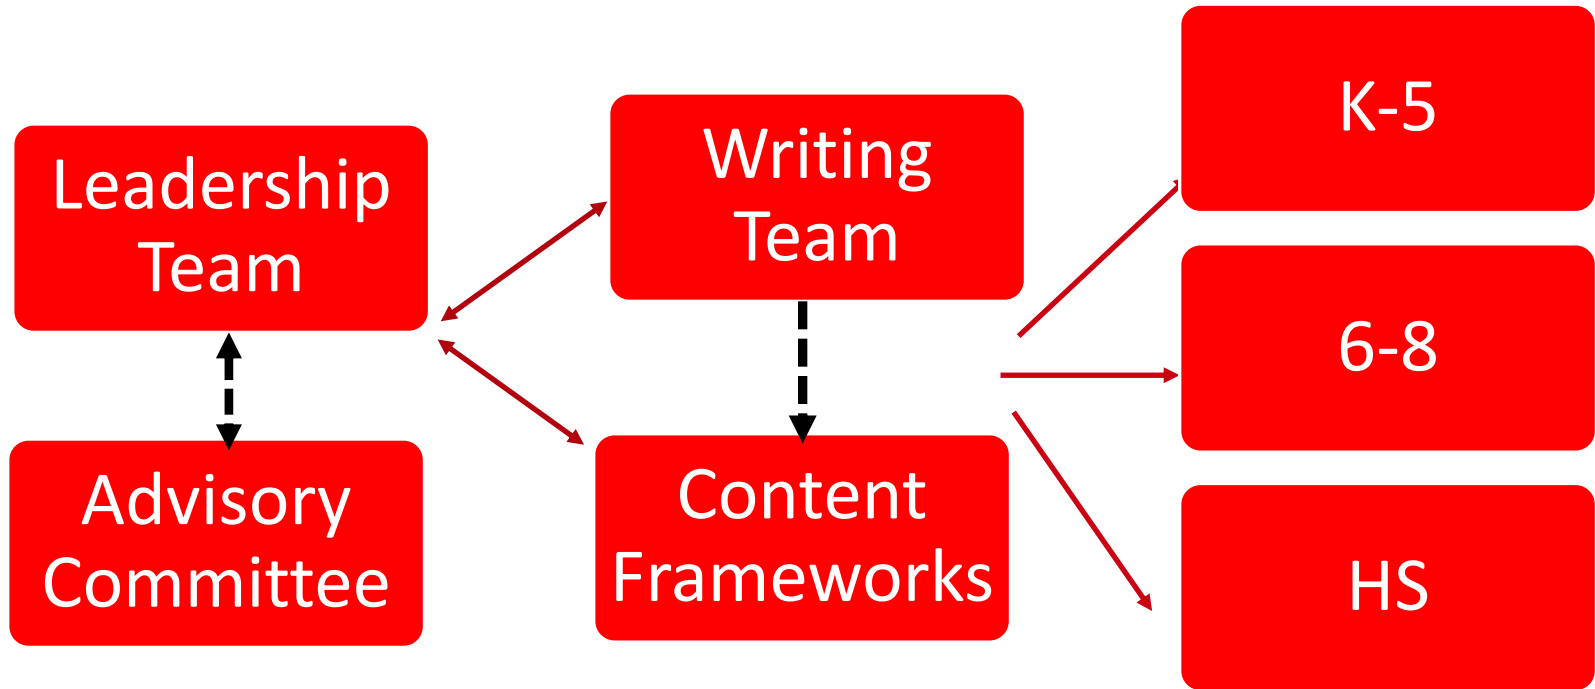 Leadership
Team
Advisory
Committee
Writing
Team
Content
Frameworks
K-5
6-8
HS